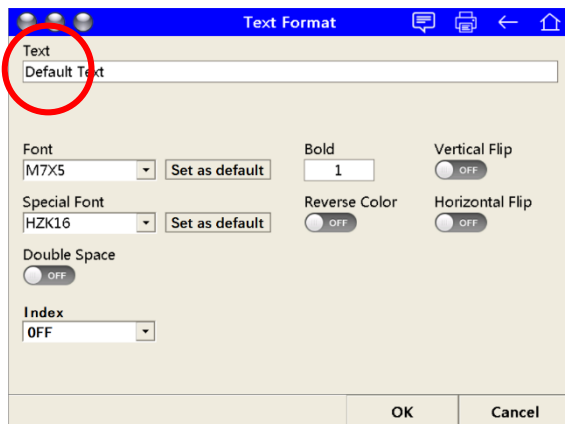 Text Format
Text
Default Text
Font
Bold
Vertical Flip
M7X5
Set as default
1
OFF
Special Font
Reverse Color
Horizontal Flip
HZK16
Set as default
OFF
OFF
Double Space
OFF
Index
0FF
OK
Cancel